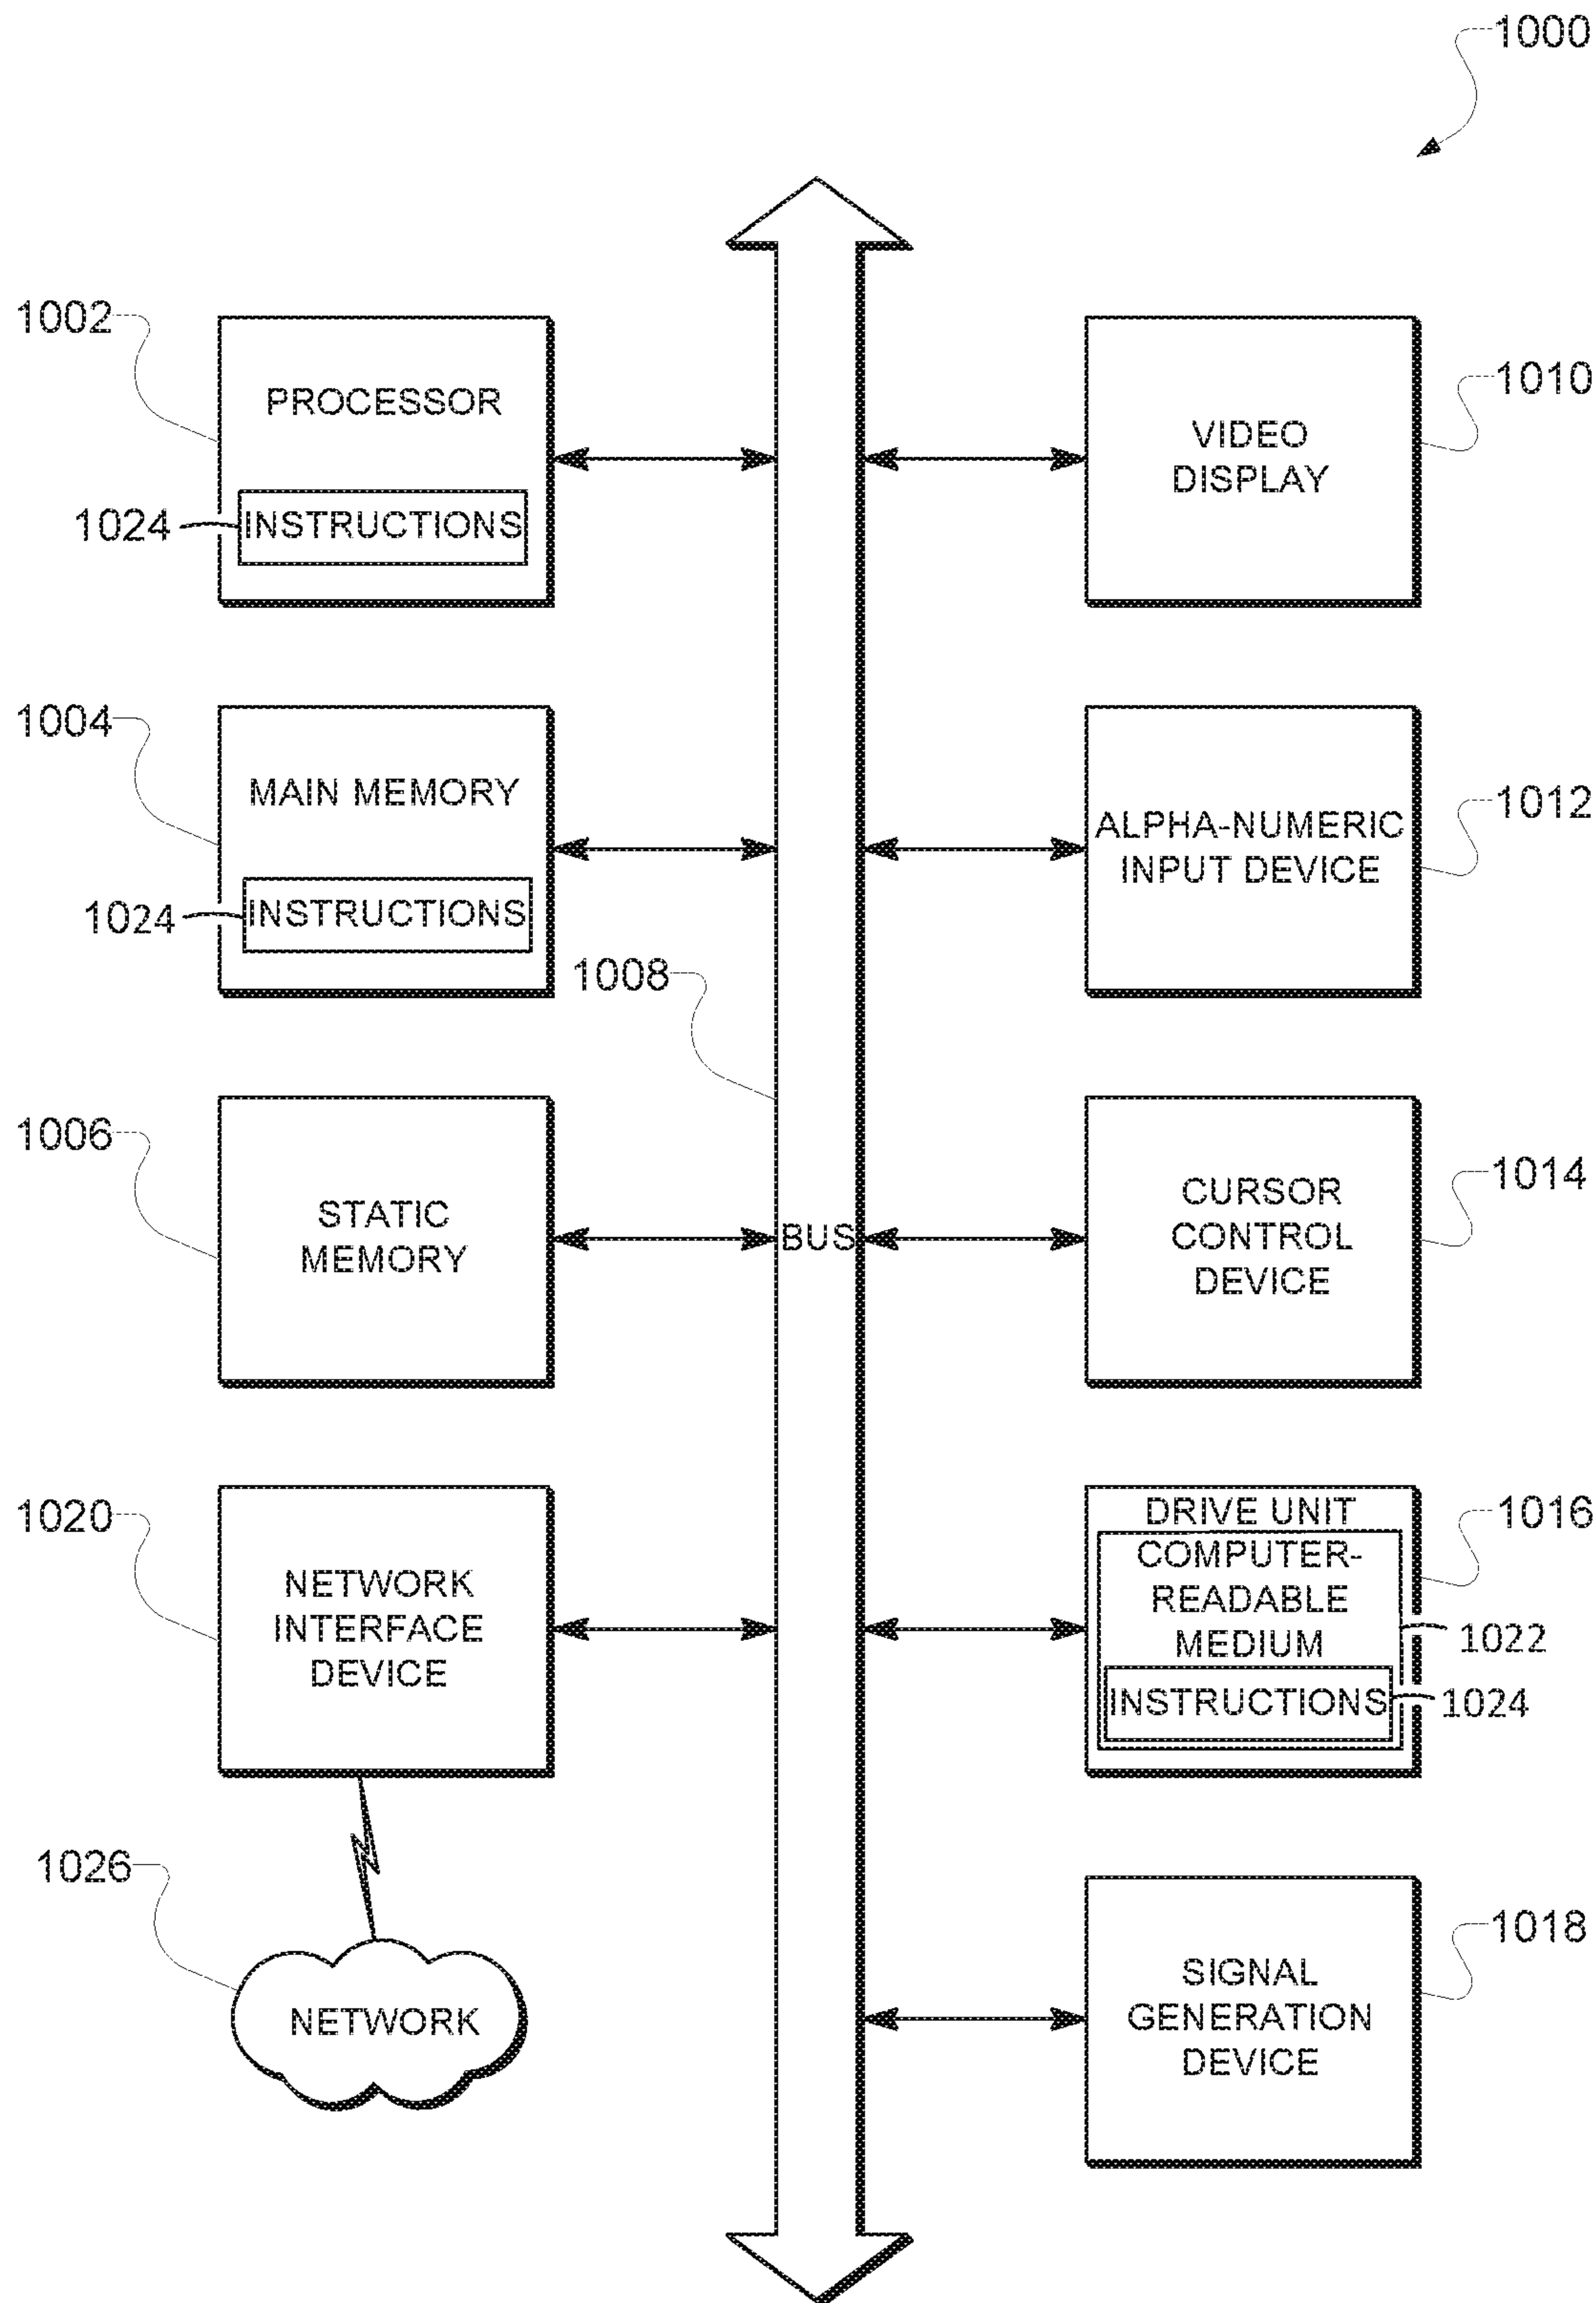 1000
1002
PROCESSOR
1024
INSTRUCTIONS
1010
VIDEO
DISPLAY
1004
MAIN MEMORY
1024
INSTRUCTIONS
1012
ALPHA-NUMERIC
INPUT DEVICE
1008
1006
STATIC
MEMORY
BUS
1014
CURSOR
CONTROL
DEVICE
1020
NETWORK
INTERFACE
DEVICE
1016
DRIVE UNIT
COMPUTER-
READABLE
MEDIUM
1022
INSTRUCTIONS
1024
1026
NETWORK
1018
SIGNAL
GENERATION
DEVICE